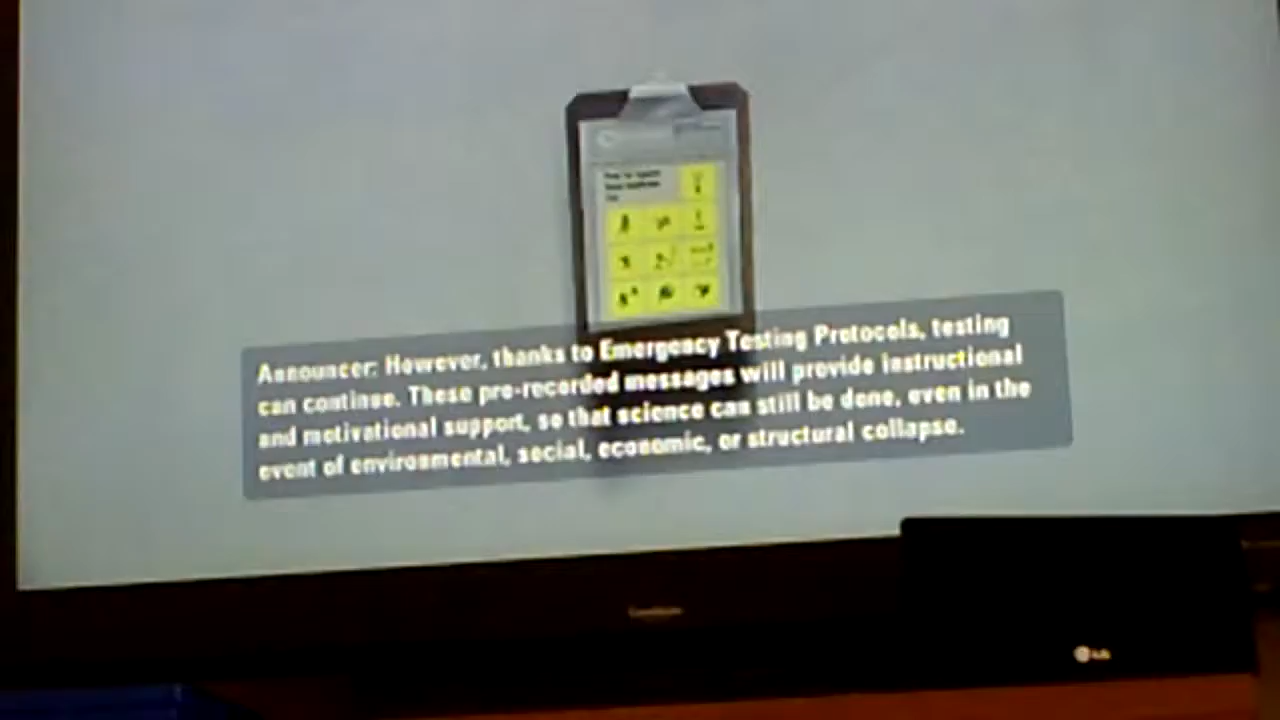 Announcer: However, thanks to Emergency Testing Protocols, testing
can continue. These pre-recorded messages will provide instructional
and motivational support, so that science can still be done, even in the
event of environmental, social, economic, or structural collapse.
LG